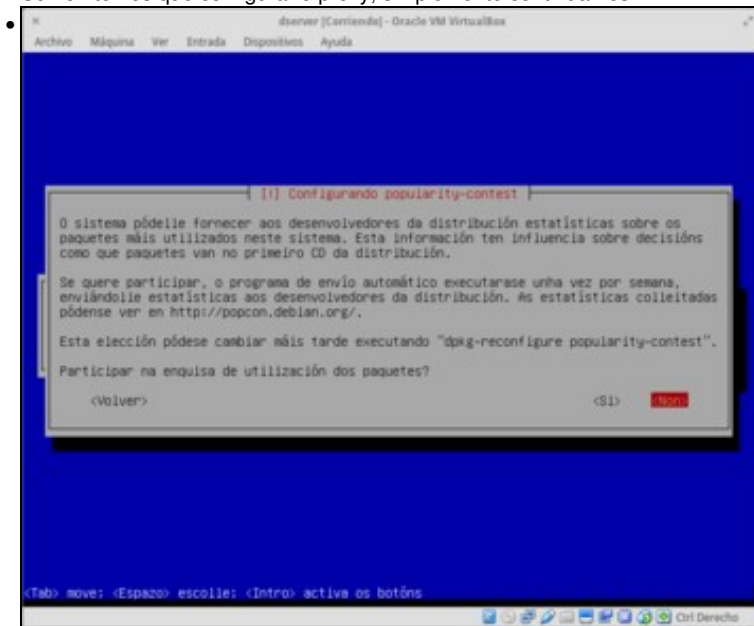 dserver [Corriendo] - Oracle VM VirtualBox
Archivo Máquina Ver Entrada Dispositivos Ayuda
[!] Configurando popularity-contest
O sistema pódelle fornecer aos desenvolvedores da distribución estatísticas sobre os
paquetes máis utilizados neste sistema. Esta información ten influencia sobre decisións
como que paquetes van no primeiro CD da distribución.
Se quere participar, o programa de envío automático executarase unha vez por semana,
enviándolle estatísticas aos desenvolvedores da distribución. As estatísticas colleitadas
pódense ver en http://popcon.debian.org/.
Esta elección pódese cambiar máis tarde executando "dpkg-reconfigure popularity-contest".
Participar na enquisa de utilización dos paquetes?
<Volver> <Si> <Non>
<Tab> move; <Espazo> escolle; <Intro> activa os botóns
Ctrl Derecho